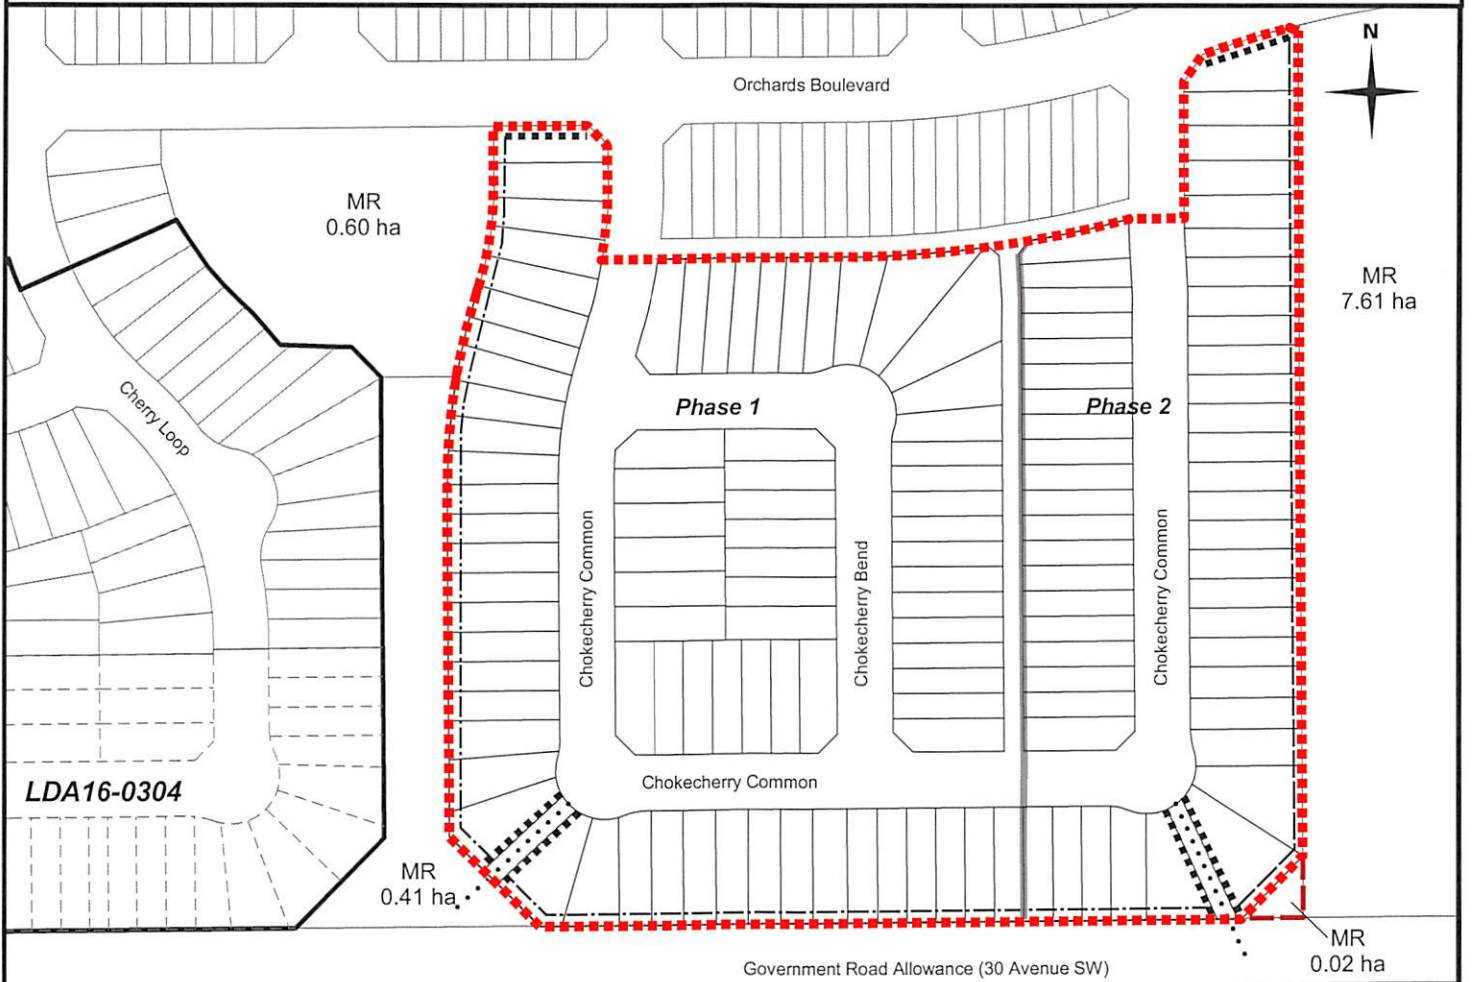 Orchards Boulevard
N
MR
0.60 ha
MR
7.61 ha
Cherry Loop
Phase 1
Phase 2
Chokecherry Common
Chokecherry Bend
Chokecherry Common
Chokecherry Common
LDA16-0304
MR
0.41 ha
MR
0.02 ha
Government Road Allowance (30 Avenue SW)